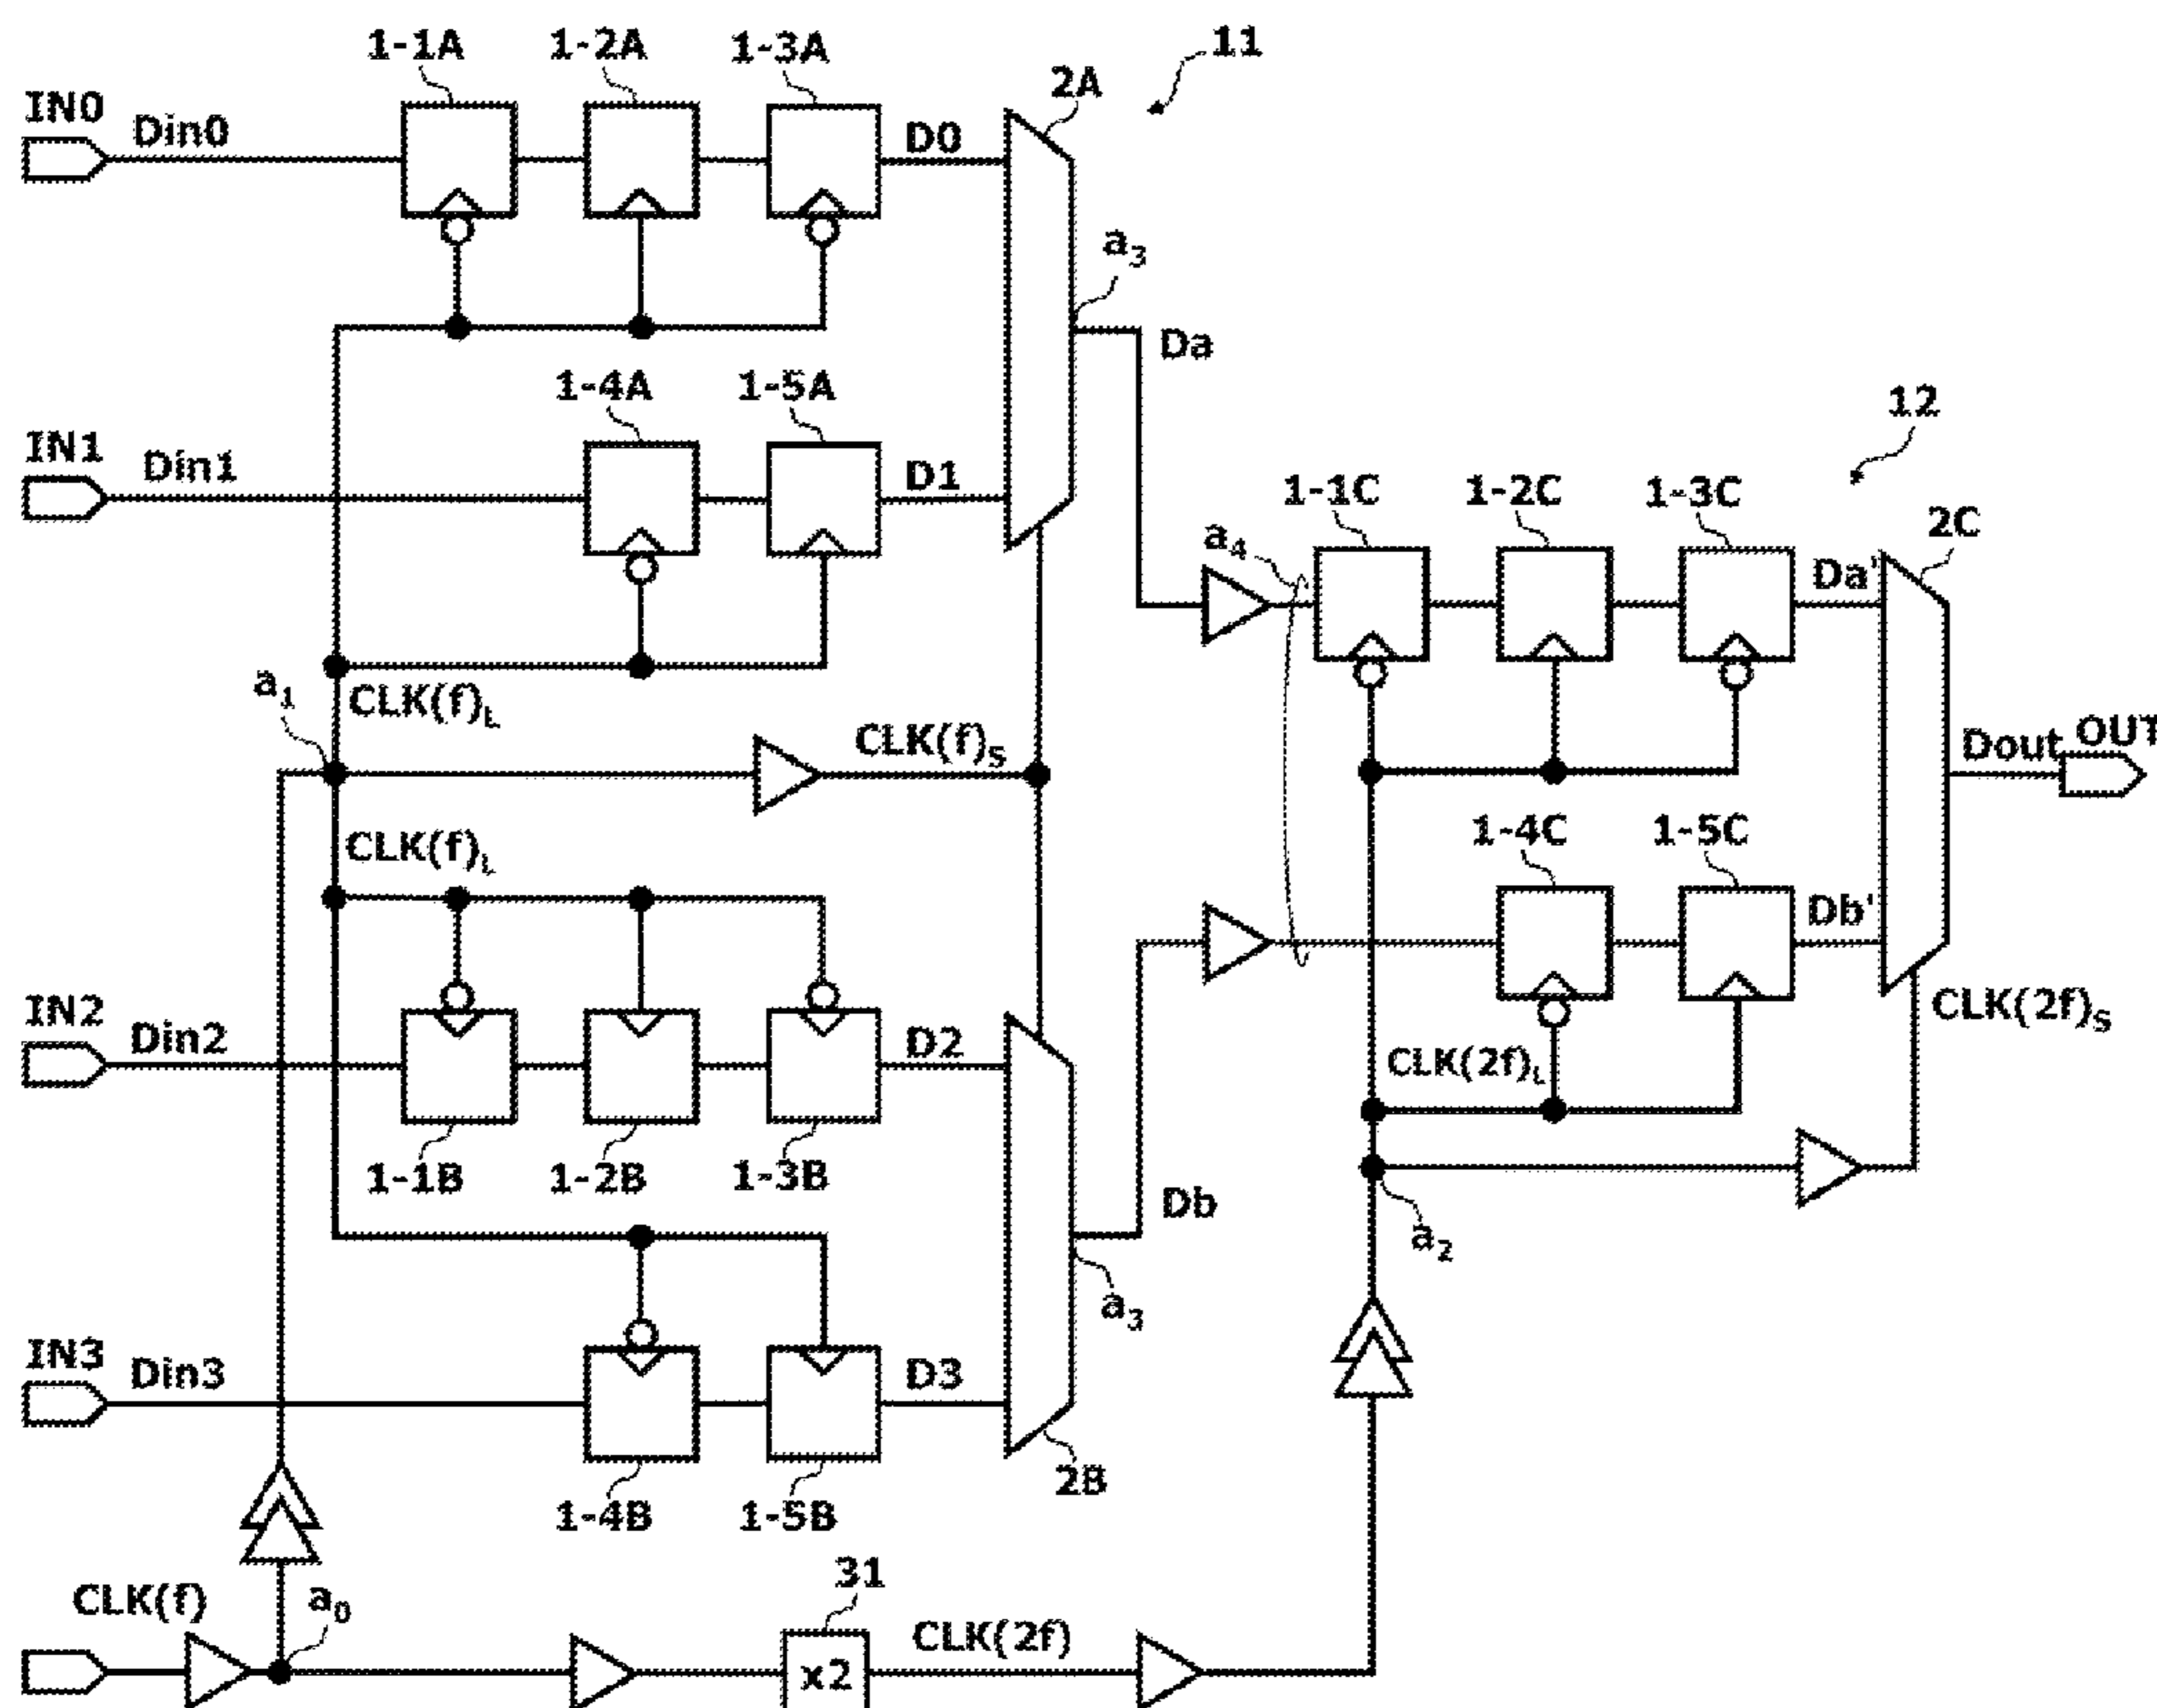 1-1A 1-2A 1-3A 11
2A
IN0 Din0 D0
a3
Da
1-4A 1-5A
12
IN1 Din1 D1
1-1C 1-2C 1-3C
2C
a4
Da'
a1 CLK(f)L
CLK(f)S
Dout OUT
CLK(f)L
1-4C 1-5C
Db'
IN2 Din2 D2
CLK(2f)S
CLK(2f)L
1-1B 1-2B 1-3B
Db
a2
a3
IN3 Din3 D3
2B
1-4B 1-5B
31
CLK(f) a0
CLK(2f)
x2